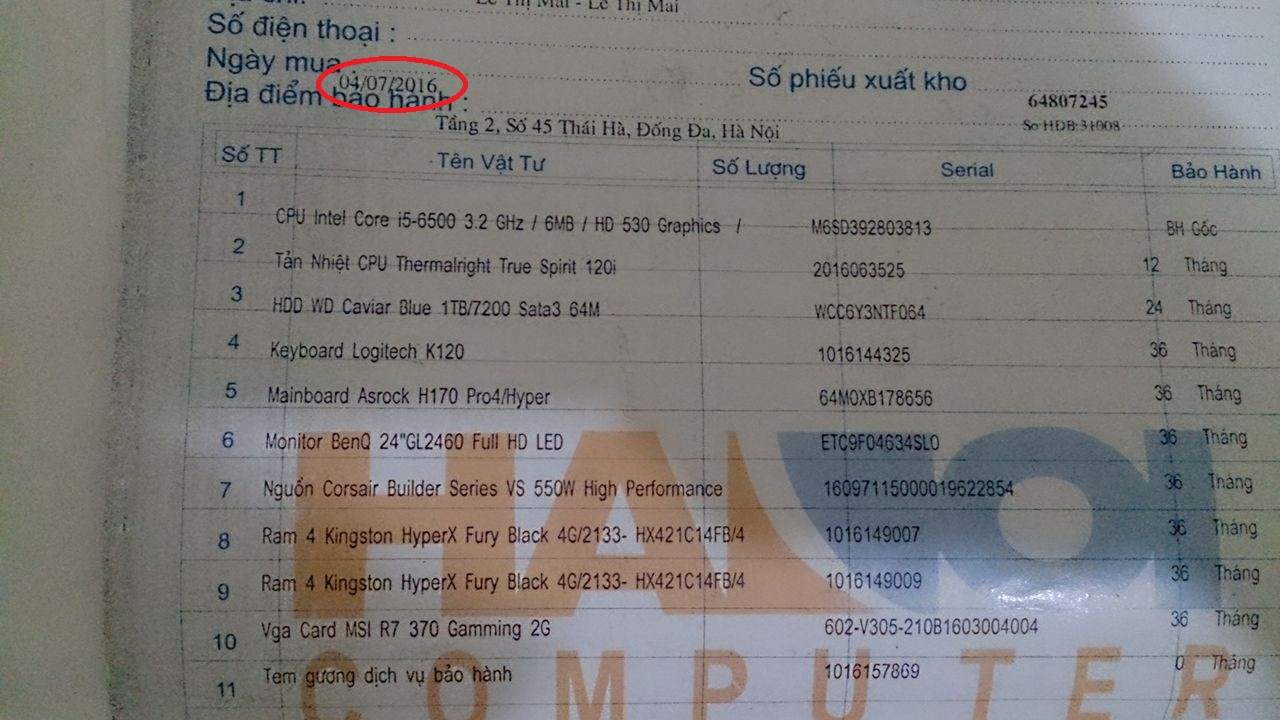 Lê Thị Mai - Lê Thị Mai
Số điện thoại :
Ngày mua :
04/07/2016
Số phiếu xuất kho
64807245
Địa điểm bảo hành :
Số HĐB:31008
Tầng 2, Số 45 Thái Hà, Đống Đa, Hà Nội
Số TT Tên Vật Tư Số Lượng Serial Bảo Hành
1 CPU Intel Core i5-6500 3.2 GHz / 6MB / HD 530 Graphics / M6SD392803813 BH Gốc
2 Tản Nhiệt CPU Thermalright True Spirit 120i 2016063525 12 Tháng
3 HDD WD Caviar Blue 1TB/7200 Sata3 64M WCC6Y3NTF064 24 Tháng
4 Keyboard Logitech K120 1016144325 36 Tháng
5 Mainboard Asrock H170 Pro4/Hyper 64M0XB178656 36 Tháng
6 Monitor BenQ 24"GL2460 Full HD LED ETC9F04634SL0 36 Tháng
7 Nguồn Corsair Builder Series VS 550W High Performance 16097115000019622854 36 Tháng
8 Ram 4 Kingston HyperX Fury Black 4G/2133- HX421C14FB/4 1016149007 36 Tháng
9 Ram 4 Kingston HyperX Fury Black 4G/2133- HX421C14FB/4 1016149009 36 Tháng
10 Vga Card MSI R7 370 Gamming 2G 602-V305-210B1603004004 36 Tháng
11 Tem gương dịch vụ bảo hành 1016157869 0 Tháng
COMPUTER